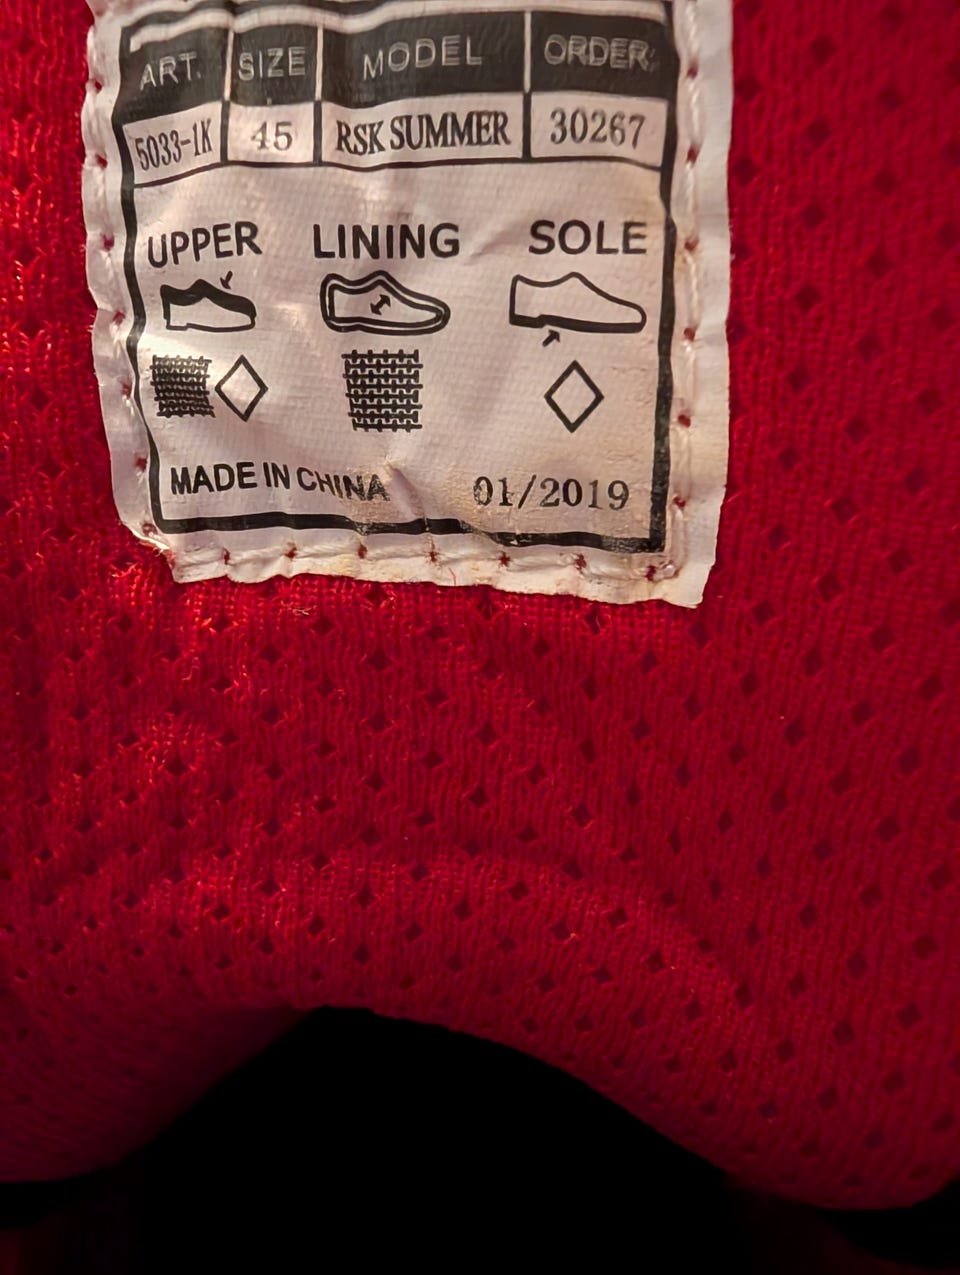 ART. SIZE MODEL ORDER:
5033-1K 45 RSK SUMMER 30267
UPPER LINING SOLE
MADE IN CHINA 01/2019